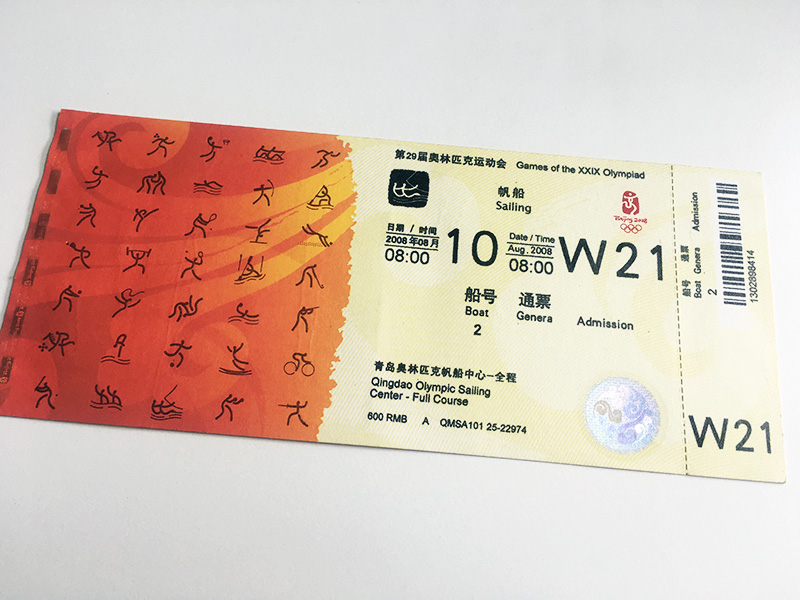 第29届奥林匹克运动会 Games of the XXIX Olympiad
帆船
Sailing
Beijing 2008
日期 / 时间
2008年08月
08:00
10
Date / Time
Aug. 2008
08:00
W21
船号 通票
Boat Genera Admission
2
青岛奥林匹克帆船中心-全程
Qingdao Olympic Sailing
Center - Full Course
600 RMB A QMSA101 25-22974
船号 通票
Boat Genera Admission
2
1302898414
W21